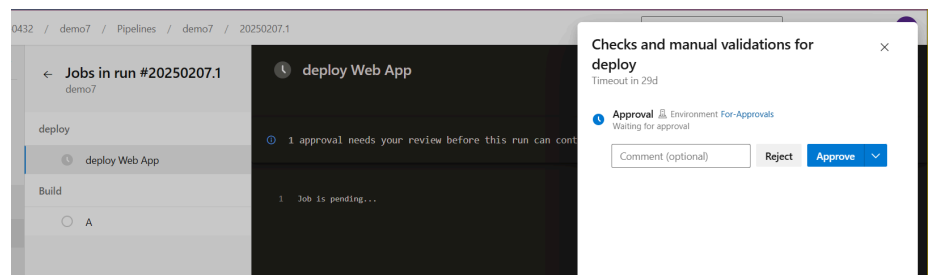 0432 / demo7 / Pipelines / demo7 / 20250207.1
Jobs in run #20250207.1
demo7
deploy
deploy Web App
Build
A
deploy Web App
1 approval needs your review before this run can cont
1 Job is pending...
Checks and manual validations for
deploy
Timeout in 29d
Approval Environment For-Approvals
Waiting for approval
Comment (optional) Reject Approve